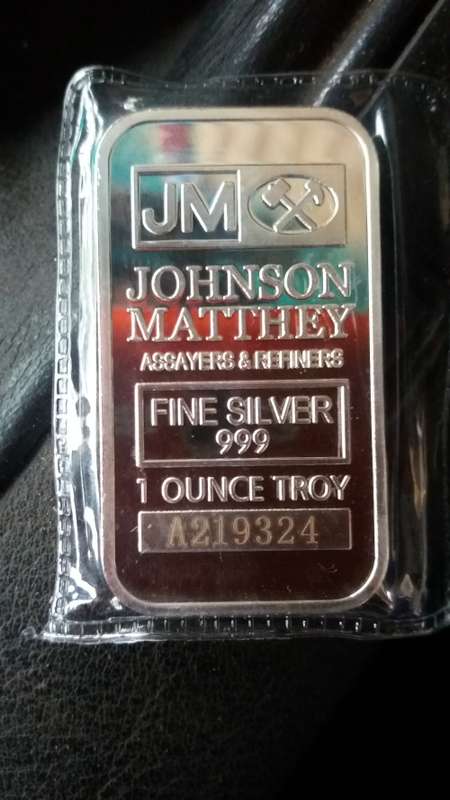 JM
JOHNSON
MATTHEY
ASSAYERS & REFINERS
FINE SILVER
999
1 OUNCE TROY
A219324